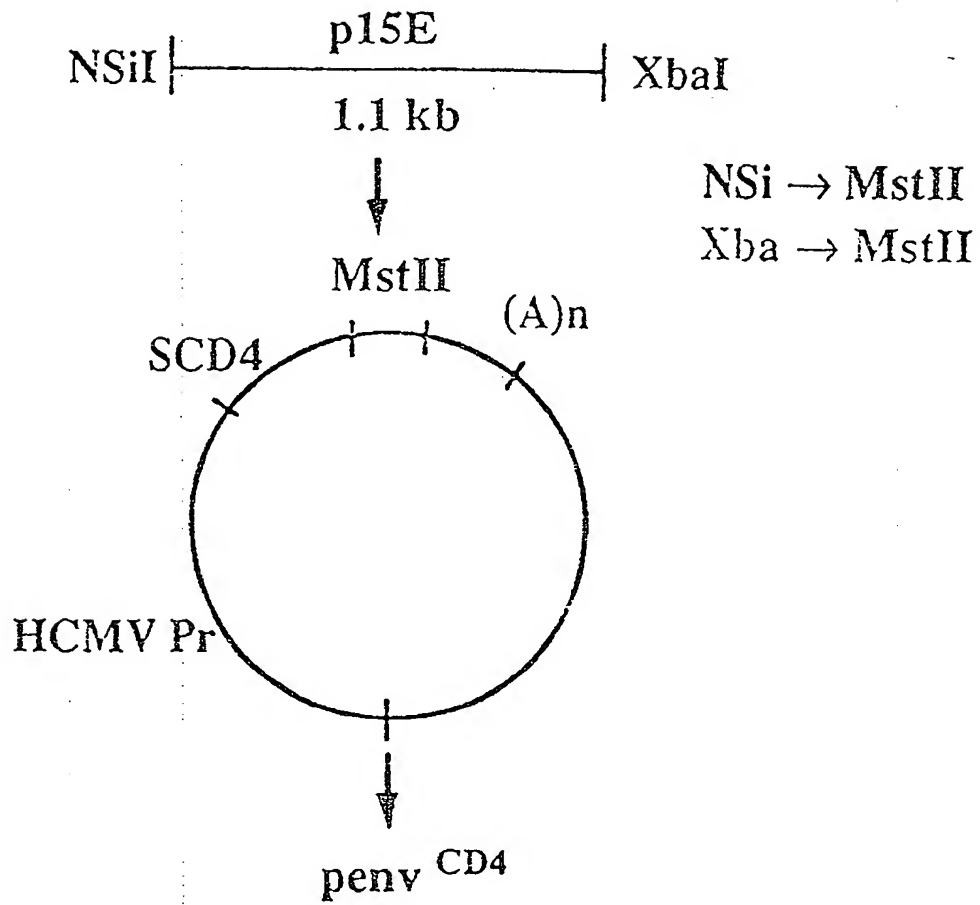 p15E
NSiI
XbaI
1.1 kb
NSi → MstII
Xba → MstII
MstII
(A)n
SCD4
HCMV Pr
penv CD4